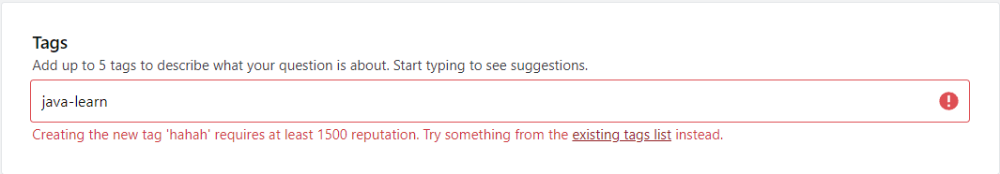 Tags
Add up to 5 tags to describe what your question is about. Start typing to see suggestions.
java-learn
Creating the new tag 'hahah' requires at least 1500 reputation. Try something from the existing tags list instead.